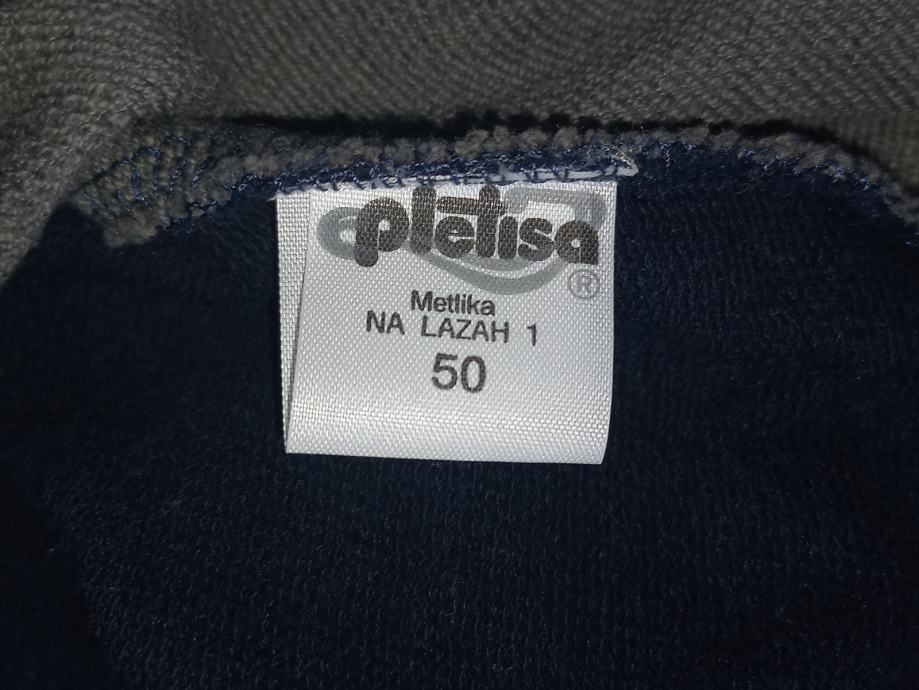 pletisa
®
Metlika
NA LAZAH 1
50